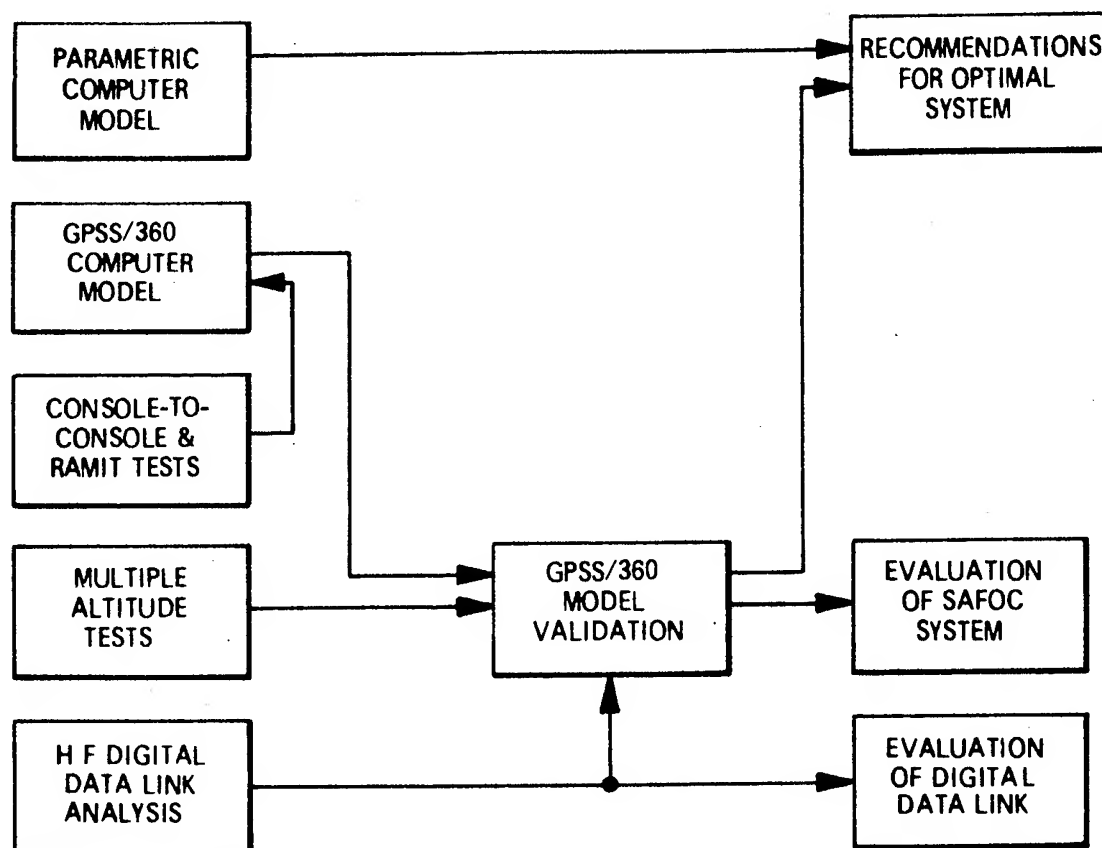 PARAMETRIC
COMPUTER
MODEL
RECOMMENDATIONS
FOR OPTIMAL
SYSTEM
GPSS/360
COMPUTER
MODEL
CONSOLE-TO-
CONSOLE &
RAMIT TESTS
MULTIPLE
ALTITUDE
TESTS
GPSS/360
MODEL
VALIDATION
EVALUATION
OF SAFOC
SYSTEM
H F DIGITAL
DATA LINK
ANALYSIS
EVALUATION
OF DIGITAL
DATA LINK